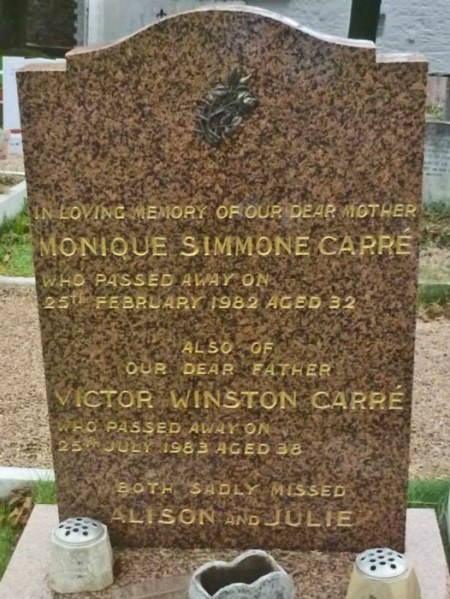 IN LOVING MEMORY OF OUR DEAR MOTHER
MONIQUE SIMMONE CARRÉ
WHO PASSED AWAY ON
25TH FEBRUARY 1982 AGED 32
ALSO OF
OUR DEAR FATHER
VICTOR WINSTON CARRÉ
WHO PASSED AWAY ON
25TH JULY 1983 AGED 38
BOTH SADLY MISSED
ALISON AND JULIE